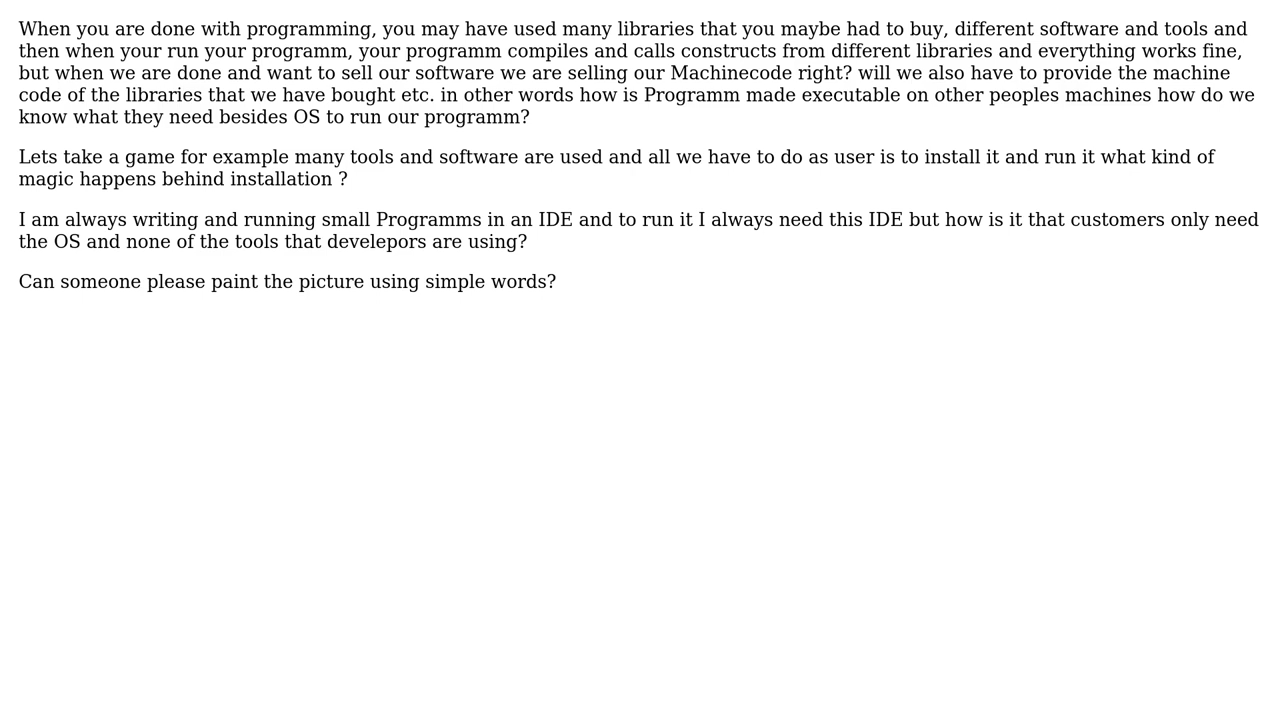 When you are done with programming, you may have used many libraries that you maybe had to buy, different software and tools and
then when your run your programm, your programm compiles and calls constructs from different libraries and everything works fine,
but when we are done and want to sell our software we are selling our Machinecode right? will we also have to provide the machine
code of the libraries that we have bought etc. in other words how is Programm made executable on other peoples machines how do we
know what they need besides OS to run our programm?
Lets take a game for example many tools and software are used and all we have to do as user is to install it and run it what kind of
magic happens behind installation ?
I am always writing and running small Programms in an IDE and to run it I always need this IDE but how is it that customers only need
the OS and none of the tools that develepors are using?
Can someone please paint the picture using simple words?